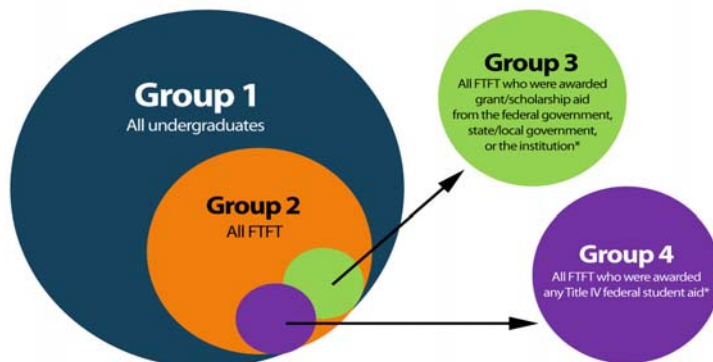 Group 1
All undergraduates
Group 2
All FTFT
Group 3
All FTFT who were awarded
grant/scholarship aid
from the federal government,
state/local government,
or the institution*
Group 4
All FTFT who were awarded
any Title IV federal student aid*